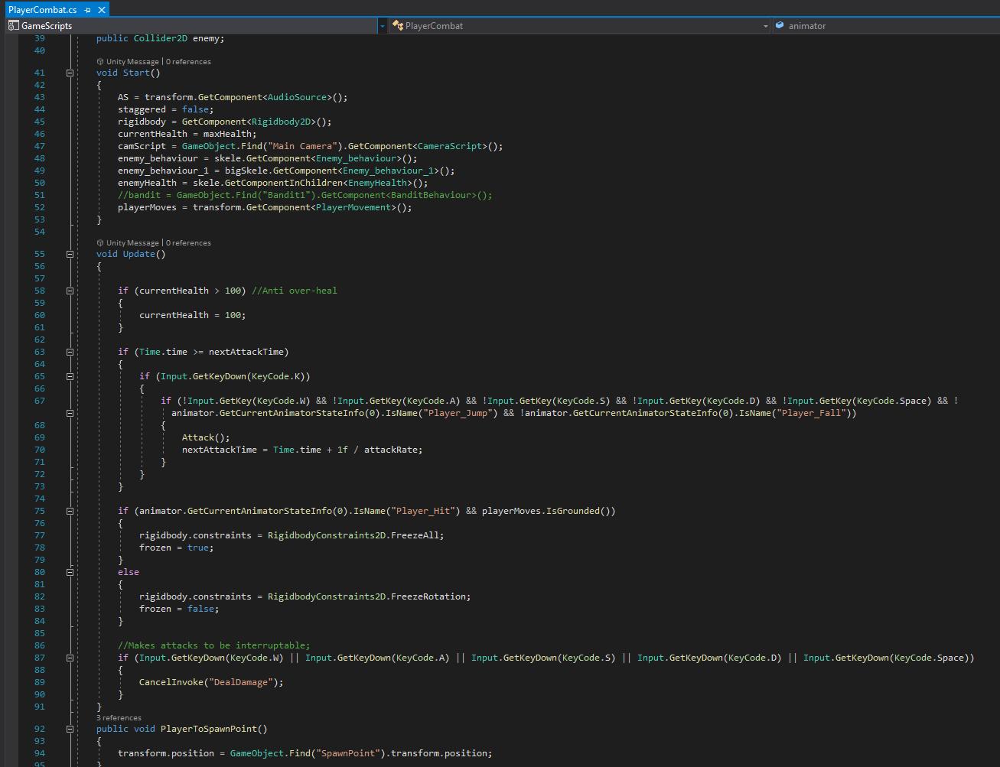 PlayerCombat.cs
GameScripts PlayerCombat animator
39 public Collider2D enemy;
40
Unity Message | 0 references
41 void Start()
42 {
43 AS = transform.GetComponent<AudioSource>();
44 staggered = false;
45 rigidbody = GetComponent<Rigidbody2D>();
46 currentHealth = maxHealth;
47 camScript = GameObject.Find("Main Camera").GetComponent<CameraScript>();
48 enemy_behaviour = skele.GetComponent<Enemy_behaviour>();
49 enemy_behaviour_1 = bigSkele.GetComponent<Enemy_behaviour_1>();
50 enemyHealth = skele.GetComponentInChildren<EnemyHealth>();
51 //bandit = GameObject.Find("Bandit1").GetComponent<BanditBehaviour>();
52 playerMoves = transform.GetComponent<PlayerMovement>();
53 }
54
Unity Message | 0 references
55 void Update()
56 {
57
58 if (currentHealth > 100) //Anti over-heal
59 {
60 currentHealth = 100;
61 }
62
63 if (Time.time >= nextAttackTime)
64 {
65 if (Input.GetKeyDown(KeyCode.K))
66 {
67 if (!Input.GetKey(KeyCode.W) && !Input.GetKey(KeyCode.A) && !Input.GetKey(KeyCode.S) && !Input.GetKey(KeyCode.D) && !Input.GetKey(KeyCode.Space) && !
animator.GetCurrentAnimatorStateInfo(0).IsName("Player_Jump") && !animator.GetCurrentAnimatorStateInfo(0).IsName("Player_Fall"))
68 {
69 Attack();
70 nextAttackTime = Time.time + 1f / attackRate;
71 }
72 }
73 }
74
75 if (animator.GetCurrentAnimatorStateInfo(0).IsName("Player_Hit") && playerMoves.IsGrounded())
76 {
77 rigidbody.constraints = RigidbodyConstraints2D.FreezeAll;
78 frozen = true;
79 }
80 else
81 {
82 rigidbody.constraints = RigidbodyConstraints2D.FreezeRotation;
83 frozen = false;
84 }
85
86 //Makes attacks to be interruptable;
87 if (Input.GetKeyDown(KeyCode.W) || Input.GetKeyDown(KeyCode.A) || Input.GetKeyDown(KeyCode.S) || Input.GetKeyDown(KeyCode.D) || Input.GetKeyDown(KeyCode.Space))
88 {
89 CancelInvoke("DealDamage");
90 }
91 }
3 references
92 public void PlayerToSpawnPoint()
93 {
94 transform.position = GameObject.Find("SpawnPoint").transform.position;
95 }